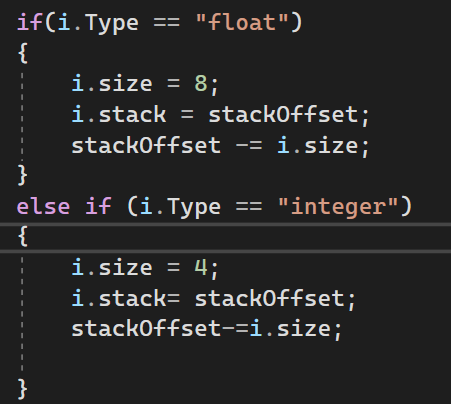 if(i.Type == "float")
{
    i.size = 8;
    i.stack = stackOffset;
    stackOffset -= i.size;
}
else if (i.Type == "integer")
{
    i.size = 4;
    i.stack= stackOffset;
    stackOffset-=i.size;
}